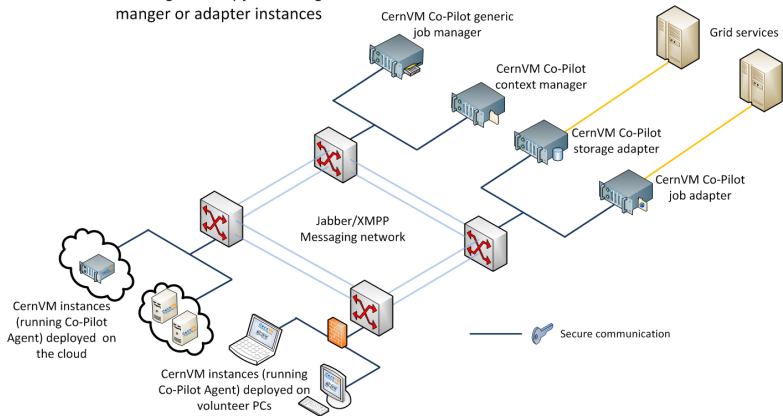 manger or adapter instances
CernVM Co-Pilot generic
job manager
Grid services
CernVM Co-Pilot
context manager
CernVM Co-Pilot
storage adapter
CernVM Co-Pilot
job adapter
Jabber/XMPP
Messaging network
CernVM instances
(running Co-Pilot
Agent) deployed on
the cloud
CernVM instances (running
Co-Pilot Agent) deployed on
volunteer PCs
Secure communication